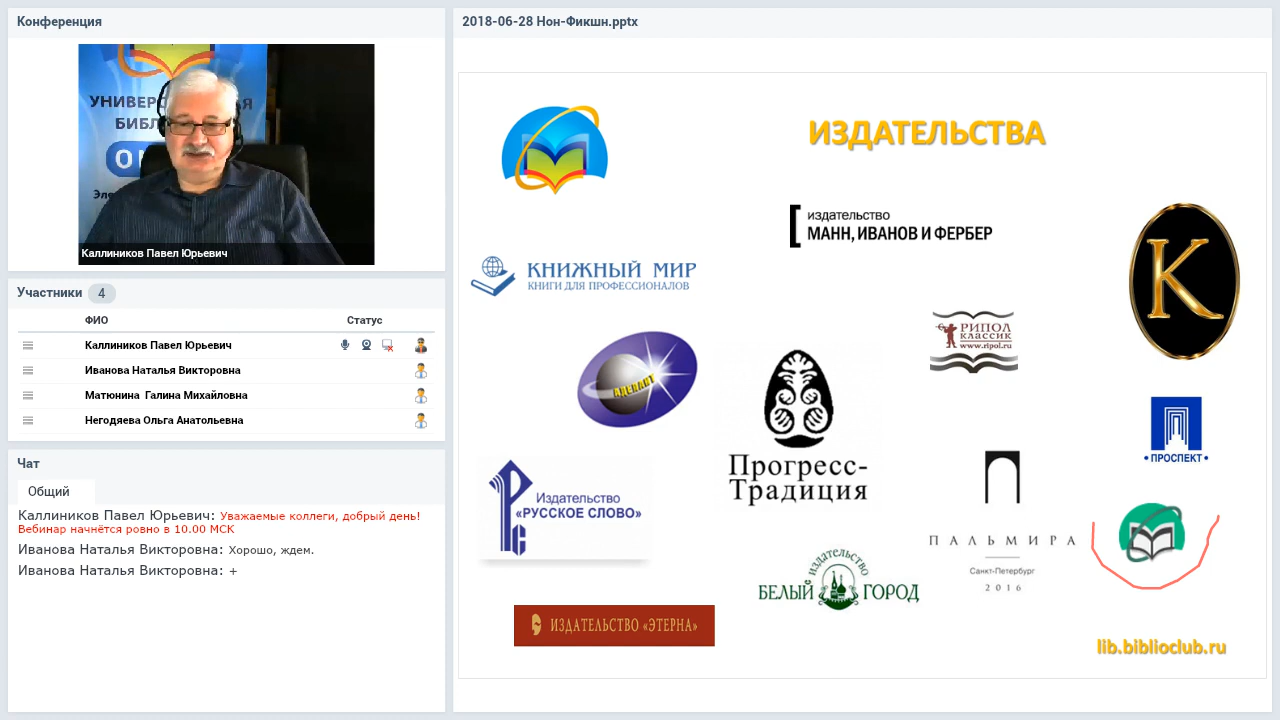 Конференция
УНИВЕР
АЯ
БИБЛ
Каллиников Павел Юрьевич
Участники 4
ФИО Статус
Каллиников Павел Юрьевич
Иванова Наталья Викторовна
Матюнина Галина Михайловна
Негодяева Ольга Анатольевна
Чат
Общий
Каллиников Павел Юрьевич: Уважаемые коллеги, добрый день!
Вебинар начнётся ровно в 10.00 МСК
Иванова Наталья Викторовна: Хорошо, ждем.
Иванова Наталья Викторовна: +
2018-06-28 Нон-Фикшн.pptx
ИЗДАТЕЛЬСТВА
издательство
МАНН, ИВАНОВ И ФЕРБЕР
K
КНИЖНЫЙ МИР
КНИГИ ДЛЯ ПРОФЕССИОНАЛОВ
РИПОЛ
КЛАССИК
www.ripol.ru
АДЕЛАНТ
Прогресс-
Традиция
ПРОСПЕКТ
Издательство
«РУССКОЕ СЛОВО»
ПАЛЬМИРА
Санкт-Петербург
2016
ИЗДАТЕЛЬСТВО
БЕЛЫЙ ГОРОД
ИЗДАТЕЛЬСТВО «ЭТЕРНА»
lib.biblioclub.ru